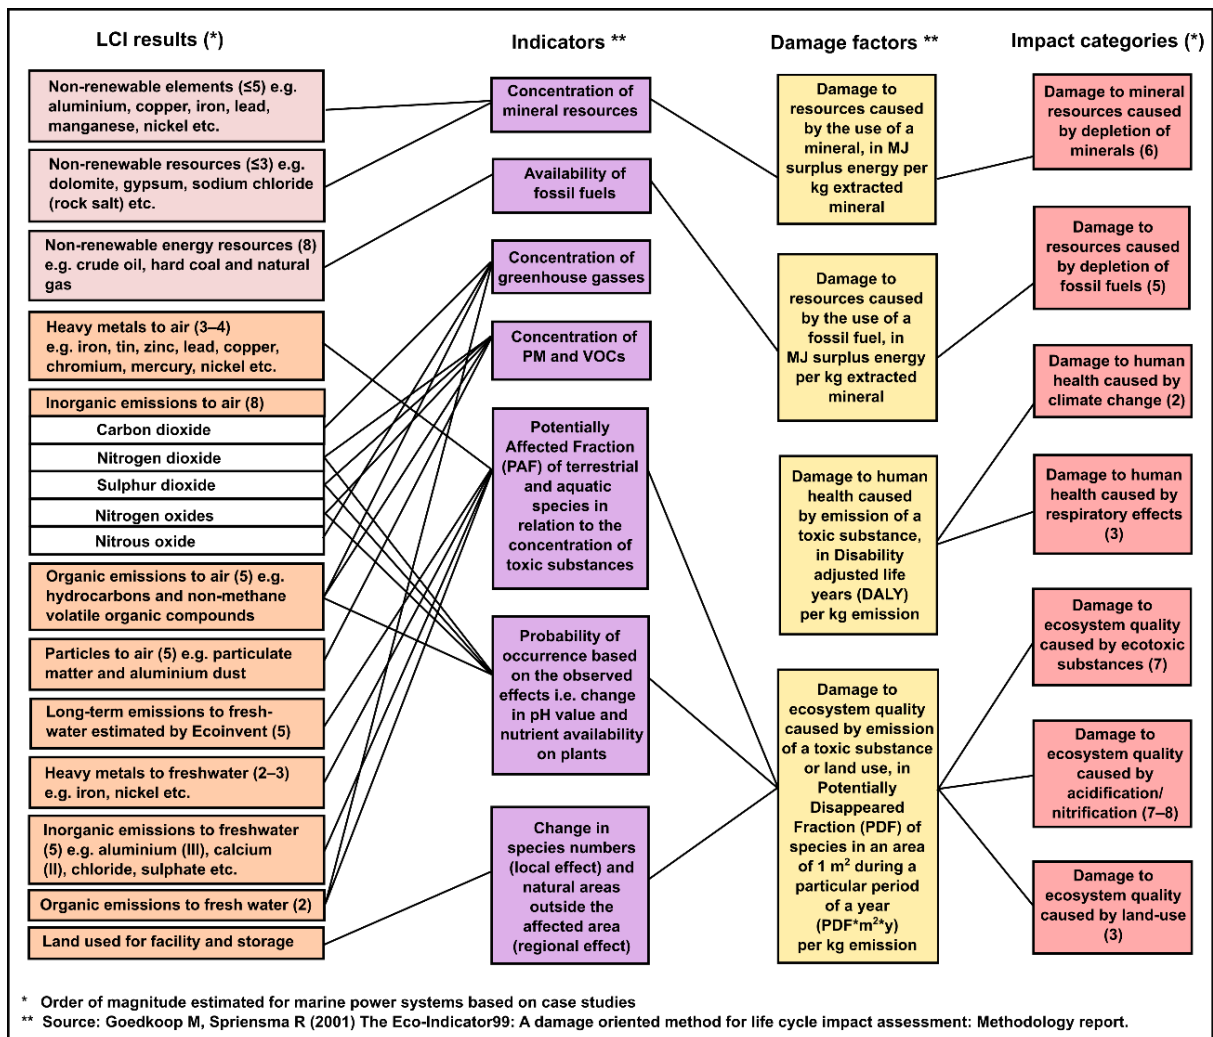 LCI results (*)
Non-renewable elements (≤5) e.g.
aluminium, copper, iron, lead,
manganese, nickel etc.
Non-renewable resources (≤3) e.g.
dolomite, gypsum, sodium chloride
(rock salt) etc.
Non-renewable energy resources (8)
e.g. crude oil, hard coal and natural
gas
Heavy metals to air (3–4)
e.g. iron, tin, zinc, lead, copper,
chromium, mercury, nickel etc.
Inorganic emissions to air (8)
Carbon dioxide
Nitrogen dioxide
Sulphur dioxide
Nitrogen oxides
Nitrous oxide
Organic emissions to air (5) e.g.
hydrocarbons and non-methane
volatile organic compounds
Particles to air (5) e.g. particulate
matter and aluminium dust
Long-term emissions to fresh-
water estimated by Ecoinvent (5)
Heavy metals to freshwater (2–3)
e.g. iron, nickel etc.
Inorganic emissions to freshwater
(5) e.g. aluminium (III), calcium
(II), chloride, sulphate etc.
Organic emissions to fresh water (2)
Land used for facility and storage
Indicators **
Concentration of
mineral resources
Availability of
fossil fuels
Concentration of
greenhouse gasses
Concentration of
PM and VOCs
Potentially
Affected Fraction
(PAF) of terrestrial
and aquatic
species in
relation to the
concentration of
toxic substances
Probability of
occurrence based
on the observed
effects i.e. change
in pH value and
nutrient availability
on plants
Change in
species numbers
(local effect) and
natural areas
outside the
affected area
(regional effect)
Damage factors **
Damage to
resources caused
by the use of a
mineral, in MJ
surplus energy per
kg extracted
mineral
Damage to
resources caused
by the use of a
fossil fuel, in
MJ surplus energy
per kg extracted
mineral
Damage to human
health caused
by emission of a
toxic substance,
in Disability
adjusted life
years (DALY)
per kg emission
Damage to
ecosystem quality
caused by emission
of a toxic substance
or land use, in
Potentially
Disappeared
Fraction (PDF) of
species in an area
of 1 m² during a
particular period
of a year
(PDF*m²*y)
per kg emission
Impact categories (*)
Damage to mineral
resources caused
by depletion of
minerals (6)
Damage to
resources caused
by depletion of
fossil fuels (5)
Damage to human
health caused by
climate change (2)
Damage to human
health caused by
respiratory effects
(3)
Damage to
ecosystem quality
caused by ecotoxic
substances (7)
Damage to
ecosystem quality
caused by
acidification/
nitrification (7–8)
Damage to
ecosystem quality
caused by land-use
(3)
* Order of magnitude estimated for marine power systems based on case studies
** Source: Goedkoop M, Spriensma R (2001) The Eco-Indicator99: A damage oriented method for life cycle impact assessment: Methodology report.